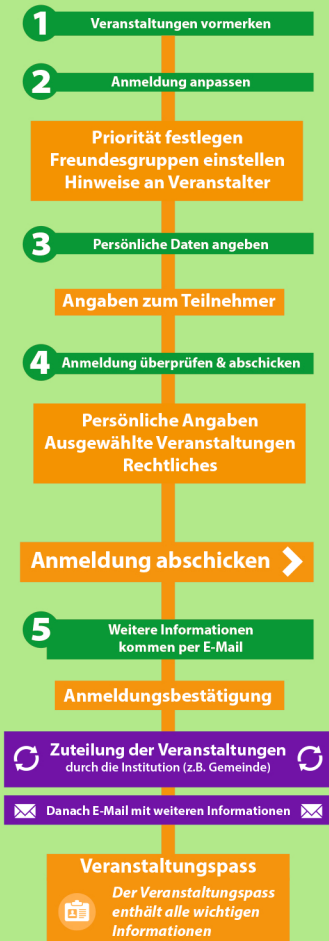 1 Veranstaltungen vormerken
2 Anmeldung anpassen
Priorität festlegen
Freundesgruppen einstellen
Hinweise an Veranstalter
3 Persönliche Daten angeben
Angaben zum Teilnehmer
4 Anmeldung überprüfen & abschicken
Persönliche Angaben
Ausgewählte Veranstaltungen
Rechtliches
Anmeldung abschicken
5 Weitere Informationen
kommen per E-Mail
Anmeldungsbestätigung
Zuteilung der Veranstaltungen
durch die Institution (z.B. Gemeinde)
Danach E-Mail mit weiteren Informationen
Veranstaltungspass
Der Veranstaltungspass
enthält alle wichtigen
Informationen